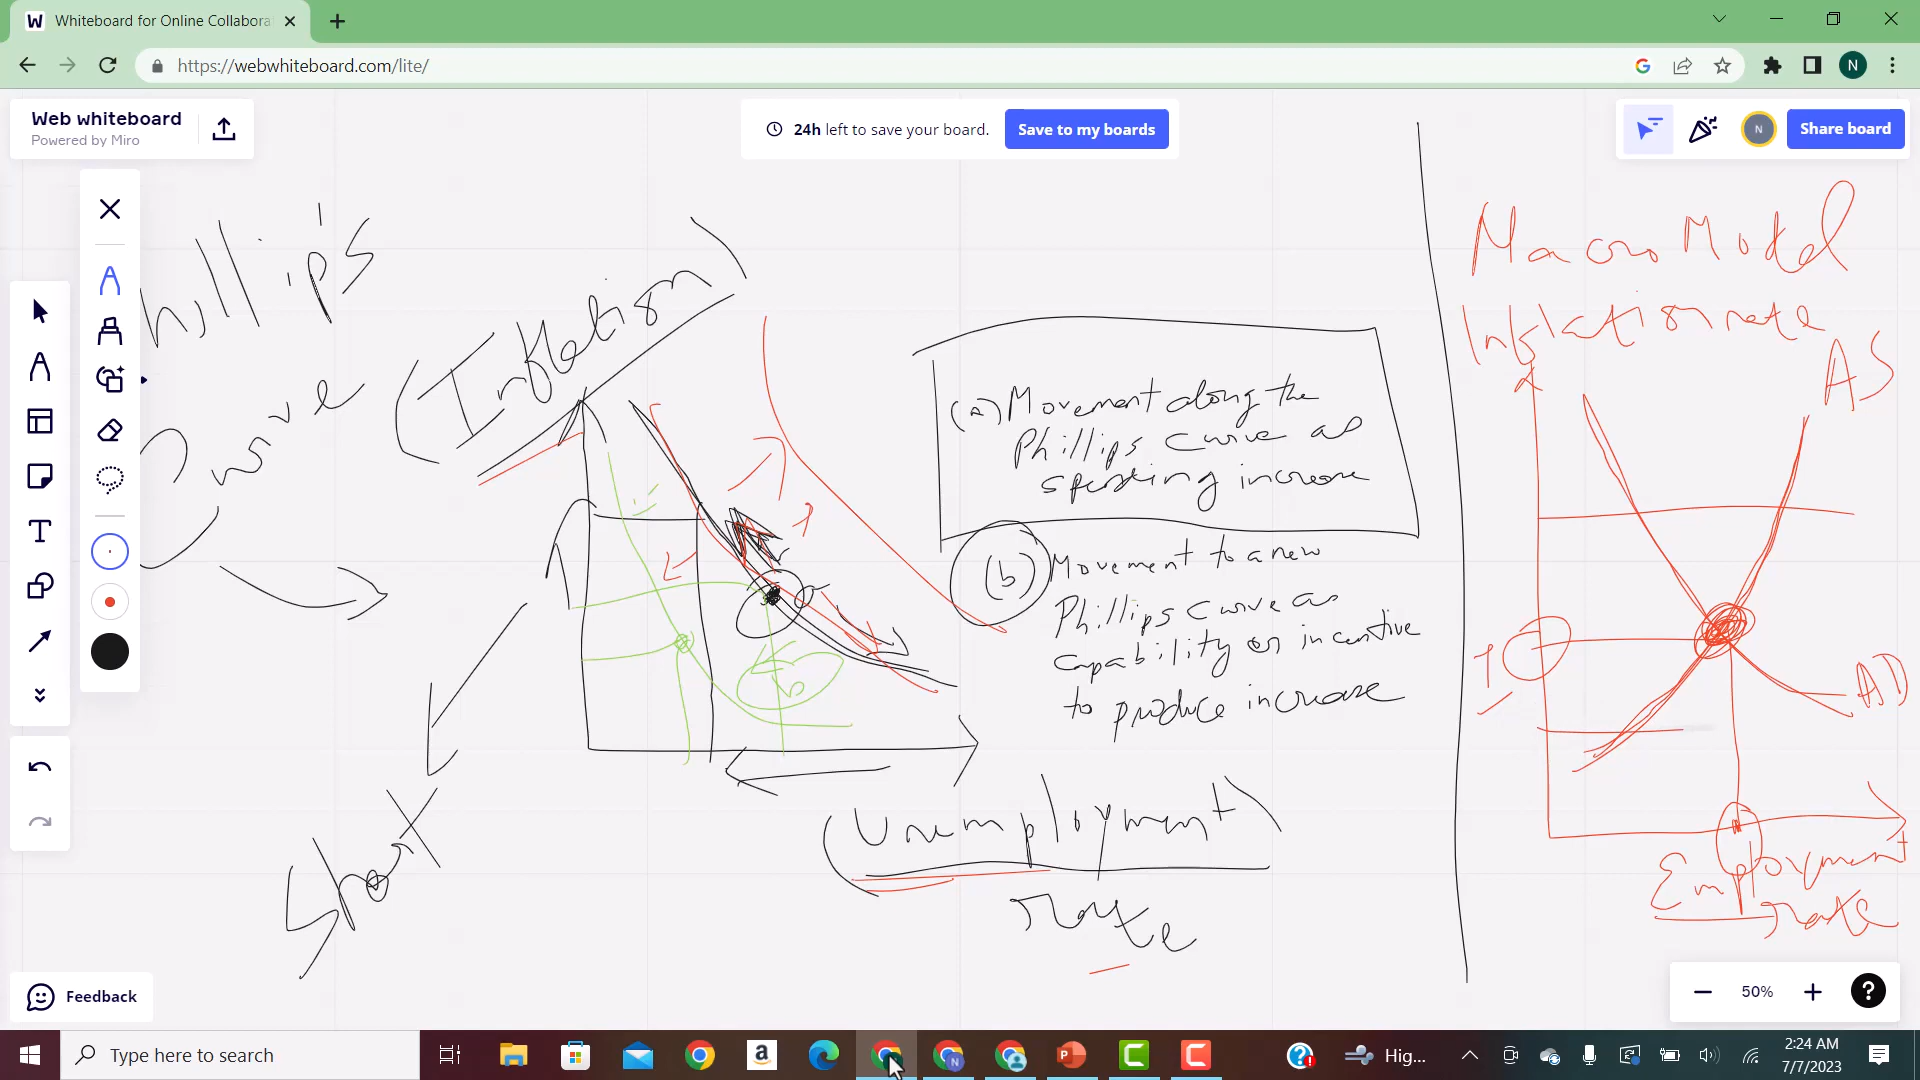 Whiteboard for Online Collabora
https://webwhiteboard.com/lite/
N
Web whiteboard
Powered by Miro
24h left to save your board.
Save to my boards
N
Share board
hillip's
Curve
(Inflation)
(a) Movement along the
Phillips curve as
spending increase
(b) Movement to a new
Phillips curve as
capability or incentive
to produce increase
(Unemployment)
rate
Short
Macro Model
Inflation rate
AS
AD
Employment
rate
Feedback
50%
Type here to search
Hig...
2:24 AM
7/7/2023